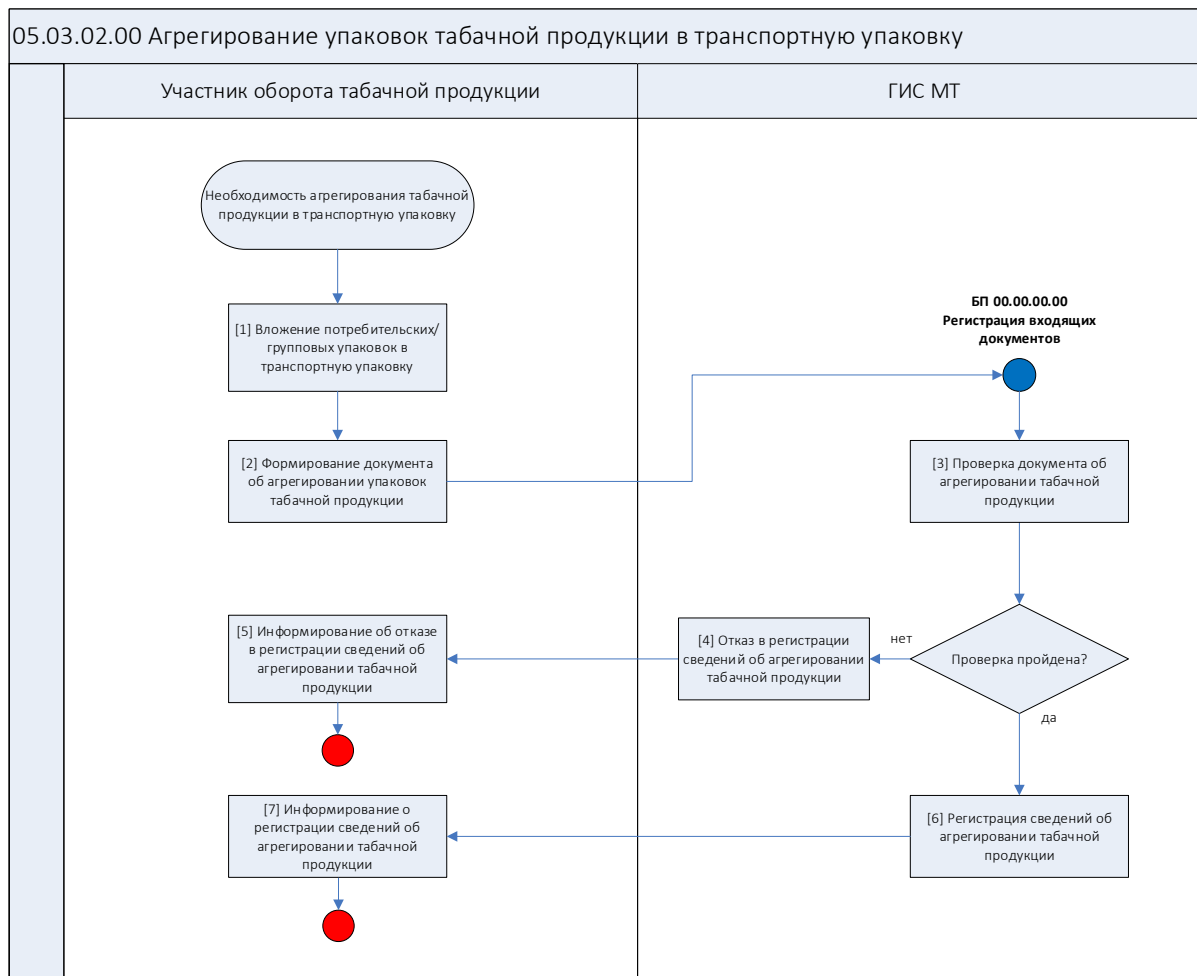 05.03.02.00 Агрегирование упаковок табачной продукции в транспортную упаковку
Участник оборота табачной продукции
ГИС МТ
Необходимость агрегирования табачной
продукции в транспортную упаковку
[1] Вложение потребительских/
групповых упаковок в
транспортную упаковку
БП 00.00.00.00
Регистрация входящих
документов
[2] Формирование документа
об агрегировании упаковок
табачной продукции
[3] Проверка документа об
агрегировании табачной
продукции
[5] Информирование об отказе
в регистрации сведений об
агрегировании табачной
продукции
[4] Отказ в регистрации
сведений об агрегировании
табачной продукции
нет
Проверка пройдена?
да
[7] Информирование о
регистрации сведений об
агрегировании табачной
продукции
[6] Регистрация сведений об
агрегировании табачной
продукции